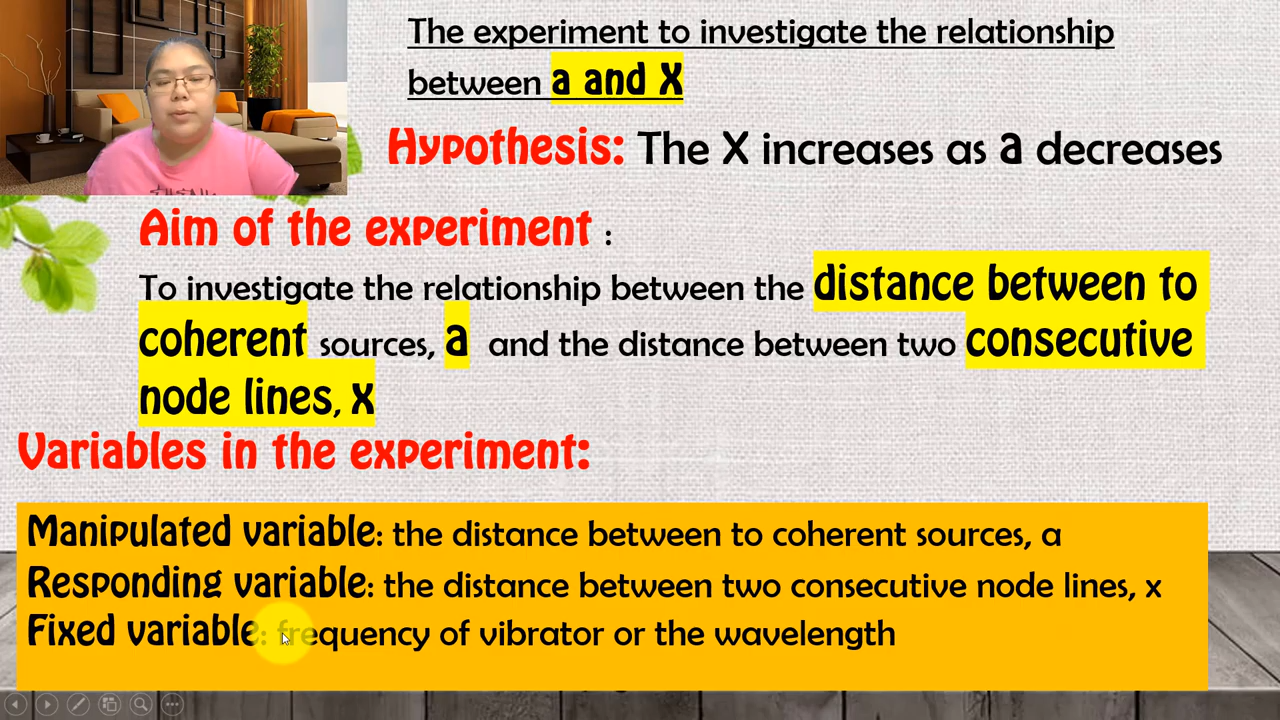 The experiment to investigate the relationship
between a and X
Hypothesis: The X increases as a decreases
Aim of the experiment :
To investigate the relationship between the distance between to
coherent sources, a and the distance between two consecutive
node lines, x
Variables in the experiment:
Manipulated variable: the distance between to coherent sources, a
Responding variable: the distance between two consecutive node lines, x
Fixed variable: frequency of vibrator or the wavelength